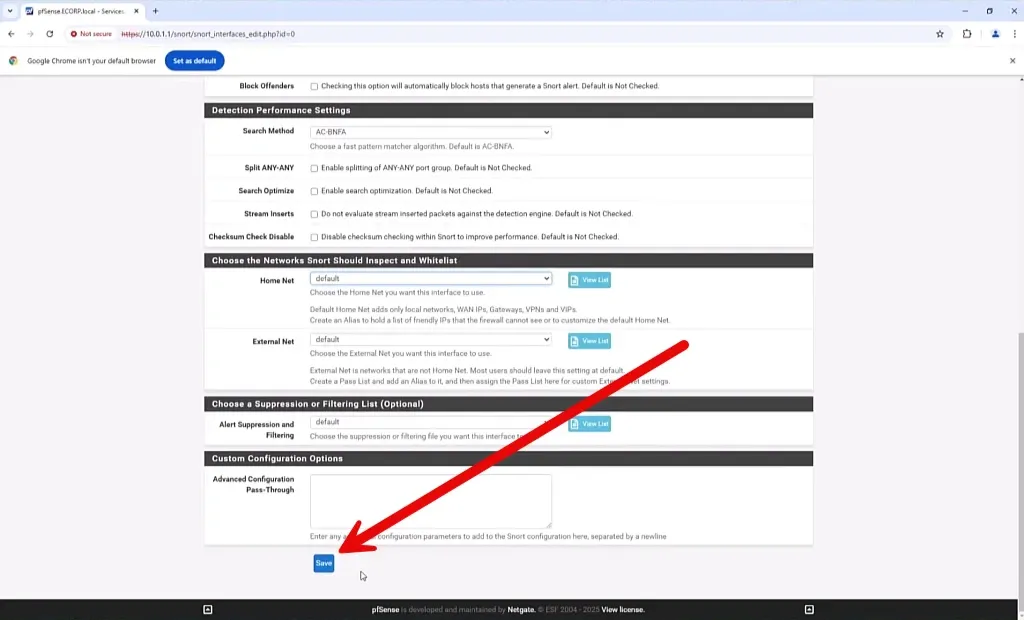 pfSense.ECORP.local - Services
Not secure
https://10.0.1.1/snort/snort_interfaces_edit.php?id=0
Google Chrome isn't your default browser
Set as default
Block Offenders
Checking this option will automatically block hosts that generate a Snort alert. Default is Not Checked.
Detection Performance Settings
Search Method
AC-BNFA
Choose a fast pattern matcher algorithm. Default is AC-BNFA.
Split ANY-ANY
Enable splitting of ANY-ANY port group. Default is Not Checked.
Search Optimize
Enable search optimization. Default is Not Checked.
Stream Inserts
Do not evaluate stream inserted packets against the detection engine. Default is Not Checked.
Checksum Check Disable
Disable checksum checking within Snort to improve performance. Default is Not Checked.
Choose the Networks Snort Should Inspect and Whitelist
Home Net
default
View List
Choose the Home Net you want this interface to use.
Default Home Net adds only local networks, WAN IPs, Gateways, VPNs and VIPs.
Create an Alias to hold a list of friendly IPs that the firewall cannot see or to customize the default Home Net.
External Net
default
View List
Choose the External Net you want this interface to use.
External Net is networks that are not Home Net. Most users should leave this setting at default.
Create a Pass List and add an Alias to it, and then assign the Pass List here for custom External Net settings.
Choose a Suppression or Filtering List (Optional)
Alert Suppression and
Filtering
default
View List
Choose the suppression or filtering file you want this interface
Custom Configuration Options
Advanced Configuration
Pass-Through
Enter any configuration parameters to add to the Snort configuration here, separated by a newline
Save
pfSense is developed and maintained by Netgate. © ESF 2004 - 2025 View license.